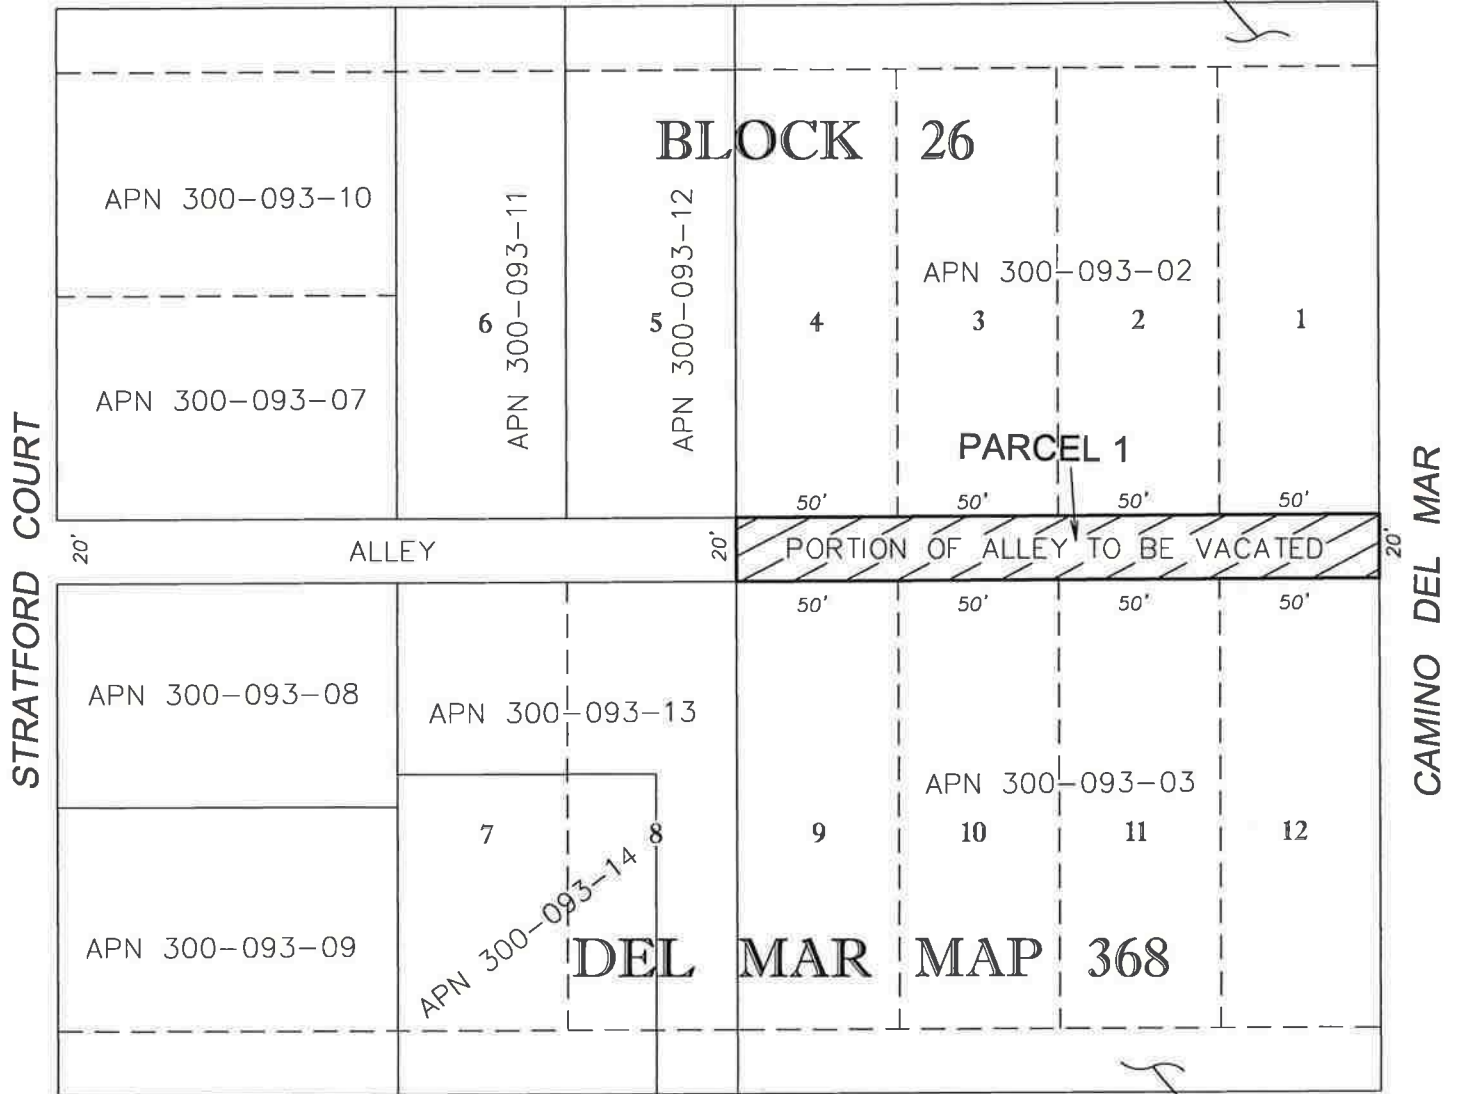 BLOCK 26
APN 300-093-10
APN 300-093-11
APN 300-093-12
APN 300-093-02
6
5
4
3
2
1
APN 300-093-07
PARCEL 1
50'
50'
50'
50'
STRATFORD COURT
20'
ALLEY
20'
PORTION OF ALLEY TO BE VACATED
20'
CAMINO DEL MAR
50'
50'
50'
50'
APN 300-093-08
APN 300-093-13
APN 300-093-03
7
8
9
10
11
12
APN 300-093-14
APN 300-093-09
DEL MAR MAP 368